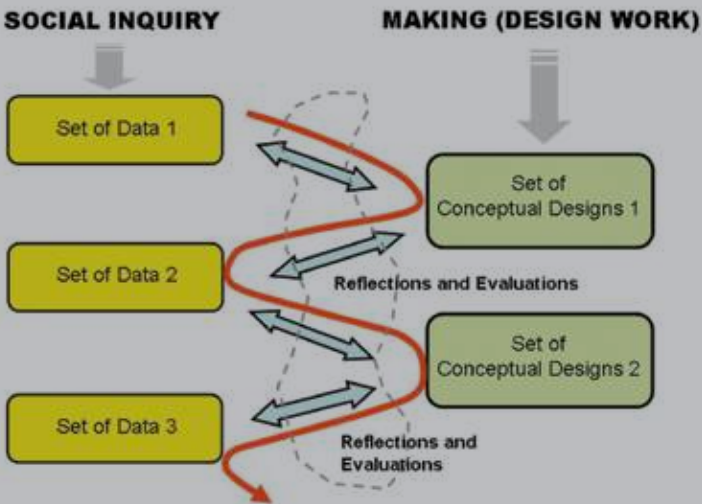 SOCIAL INQUIRY
MAKING (DESIGN WORK)
Set of Data 1
Set of
Conceptual Designs 1
Set of Data 2
Reflections and Evaluations
Set of
Conceptual Designs 2
Set of Data 3
Reflections and
Evaluations